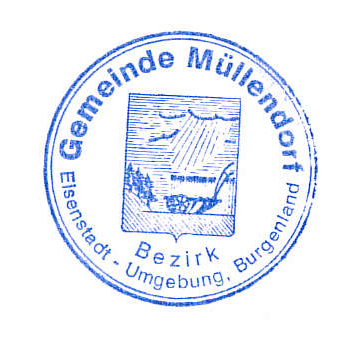 Gemeinde Müllendorf
Bezirk
Eisenstadt - Umgebung, Burgenland